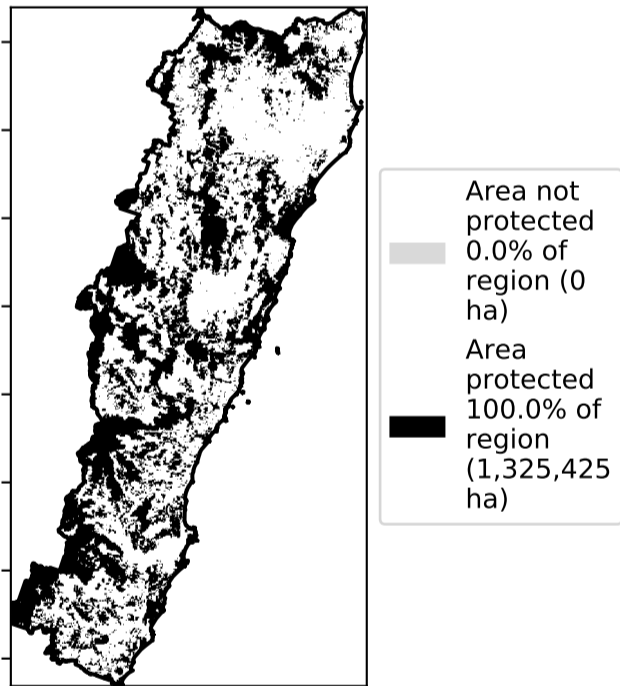 Area not
protected
0.0% of
region (0
ha)
Area
protected
100.0% of
region
(1,325,425
ha)